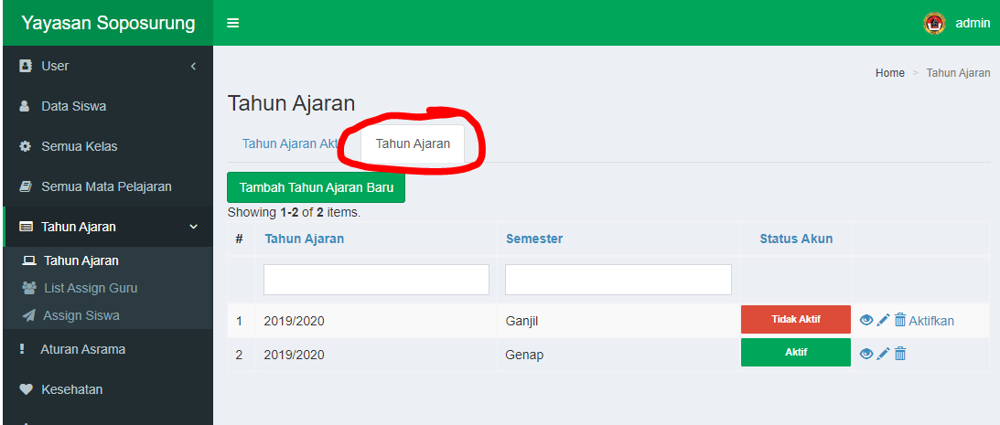 Yayasan Soposurung
admin
User
Data Siswa
Semua Kelas
Semua Mata Pelajaran
Tahun Ajaran
Tahun Ajaran
List Assign Guru
Assign Siswa
Aturan Asrama
Kesehatan
Home > Tahun Ajaran
Tahun Ajaran
Tahun Ajaran Tahun Ajaran
Tambah Tahun Ajaran Baru
Showing 1-2 of 2 items.
# Tahun Ajaran Semester Status Akun
1 2019/2020 Ganjil Tidak Aktif Aktifkan
2 2019/2020 Genap Aktif